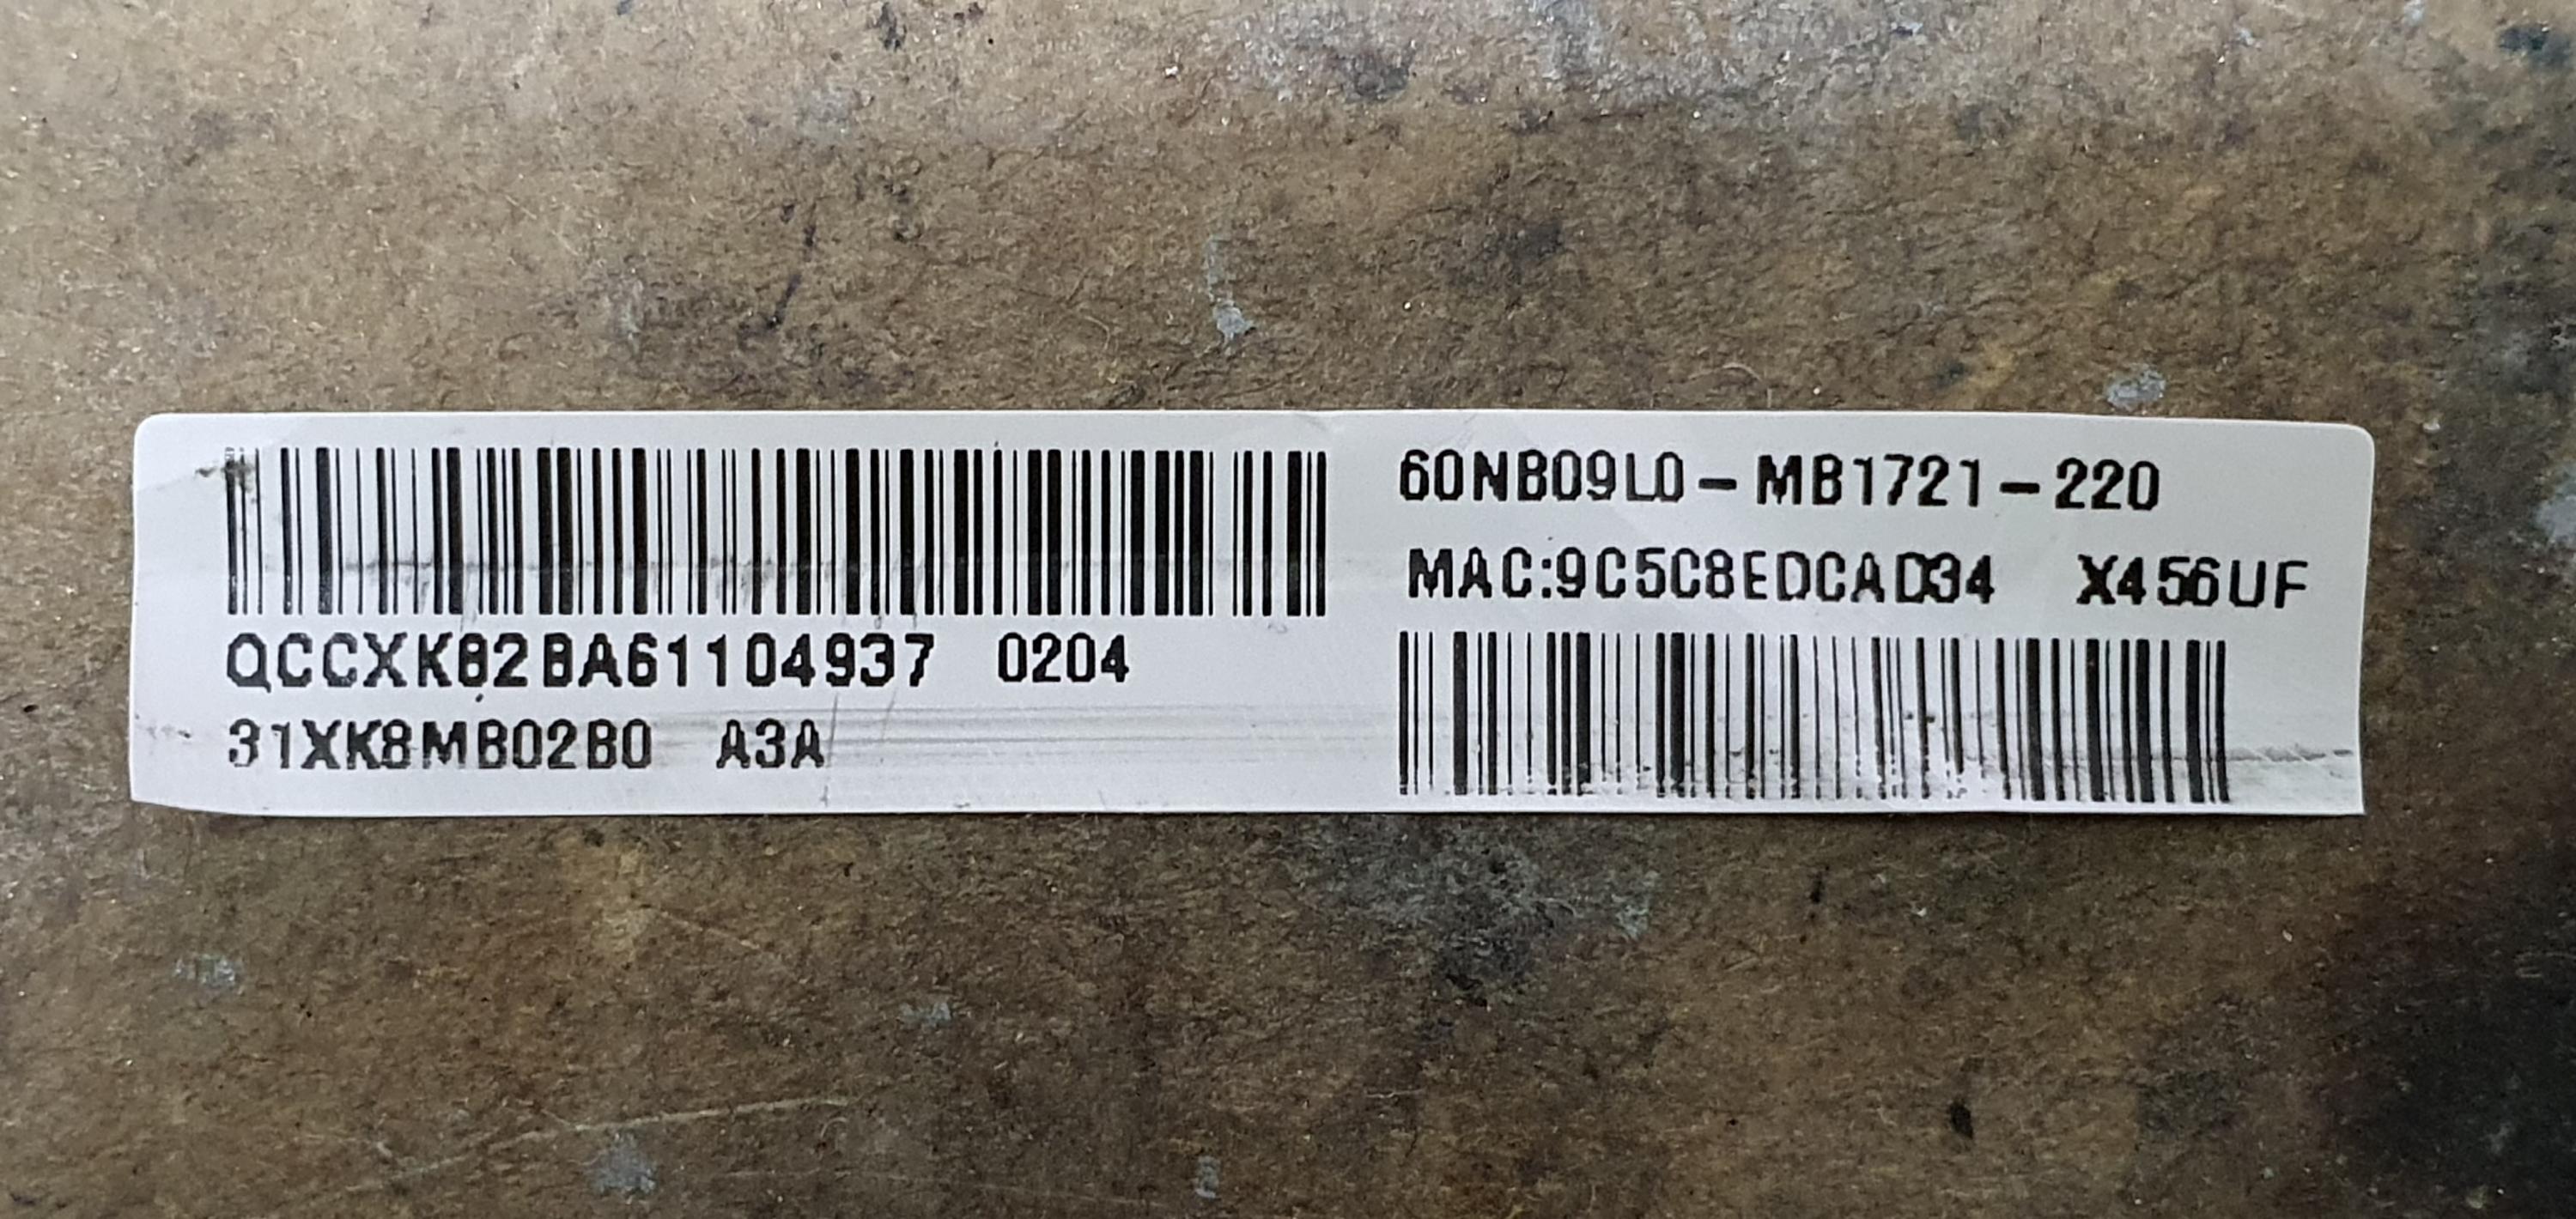 60NB09L0-MB1721-220
MAC:9C5C8EDCAD34 X456UF
QCCXK82BA61104937 0204
31XK8MB02B0 A3A